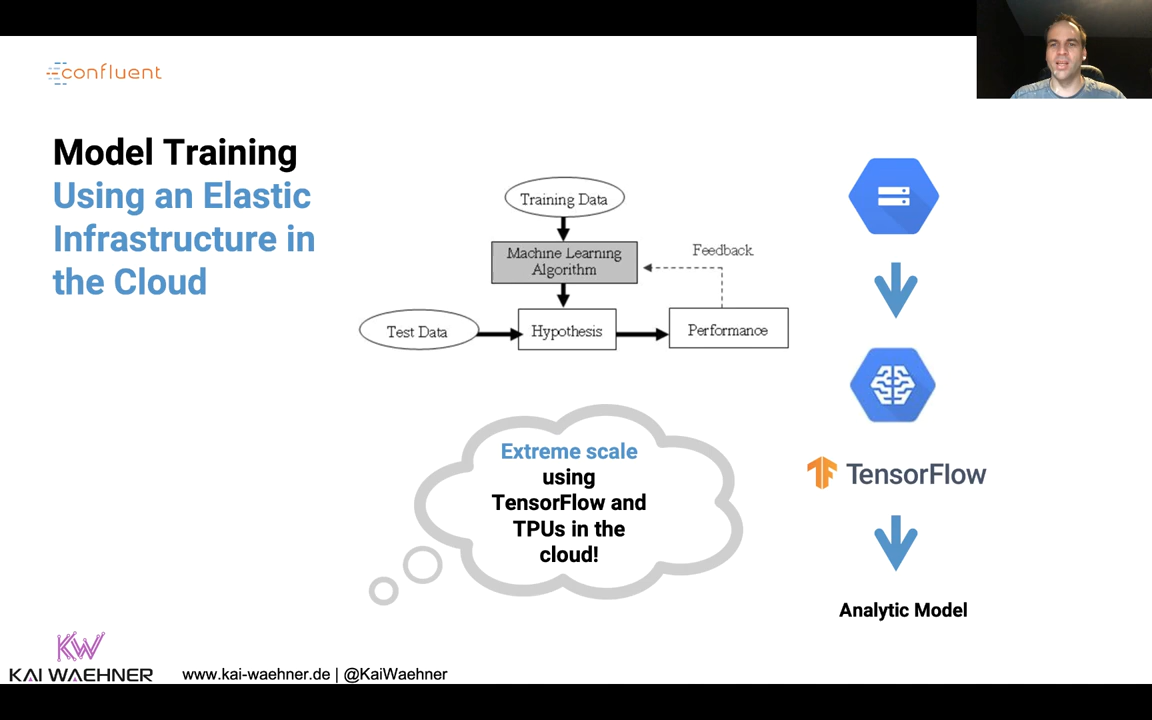 confluent
Model Training
Using an Elastic
Infrastructure in
the Cloud
Training Data
Machine Learning
Algorithm
Feedback
Test Data
Hypothesis
Performance
Extreme scale
using
TensorFlow and
TPUs in the
cloud!
TensorFlow
Analytic Model
KW
KAI WAEHNER
www.kai-waehner.de | @KaiWaehner